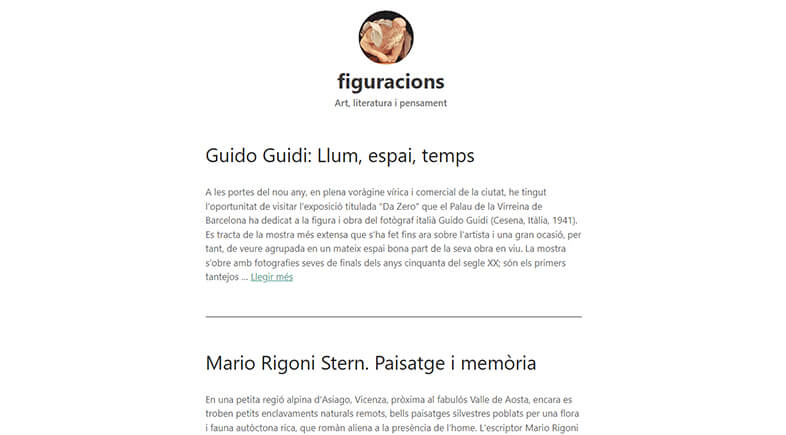 figuracions
Art, literatura i pensament
Guido Guidi: Llum, espai, temps
A les portes del nou any, en plena voràgine vírica i comercial de la ciutat, he tingut
l'oportunitat de visitar l'exposició titulada "Da Zero" que el Palau de la Virreina de
Barcelona ha dedicat a la figura i obra del fotògraf italià Guido Guidi (Cesena, Itàlia, 1941).
Es tracta de la mostra més extensa que s'ha fet fins ara sobre l'artista i una gran ocasió, per
tant, de veure agrupada en un mateix espai bona part de la seva obra en viu. La mostra
s'obre amb fotografies seves de finals dels anys cinquanta del segle XX; són els primers
tantejos ... Llegir més
Mario Rigoni Stern. Paisatge i memòria
En una petita regió alpina d'Asiago, Vicenza, pròxima al fabulós Valle de Aosta, encara es
troben petits enclavaments naturals remots, bells paisatges silvestres poblats per una flora
i fauna autòctona rica, que romàn aliena a la presència de l'home. L'escriptor Mario Rigoni